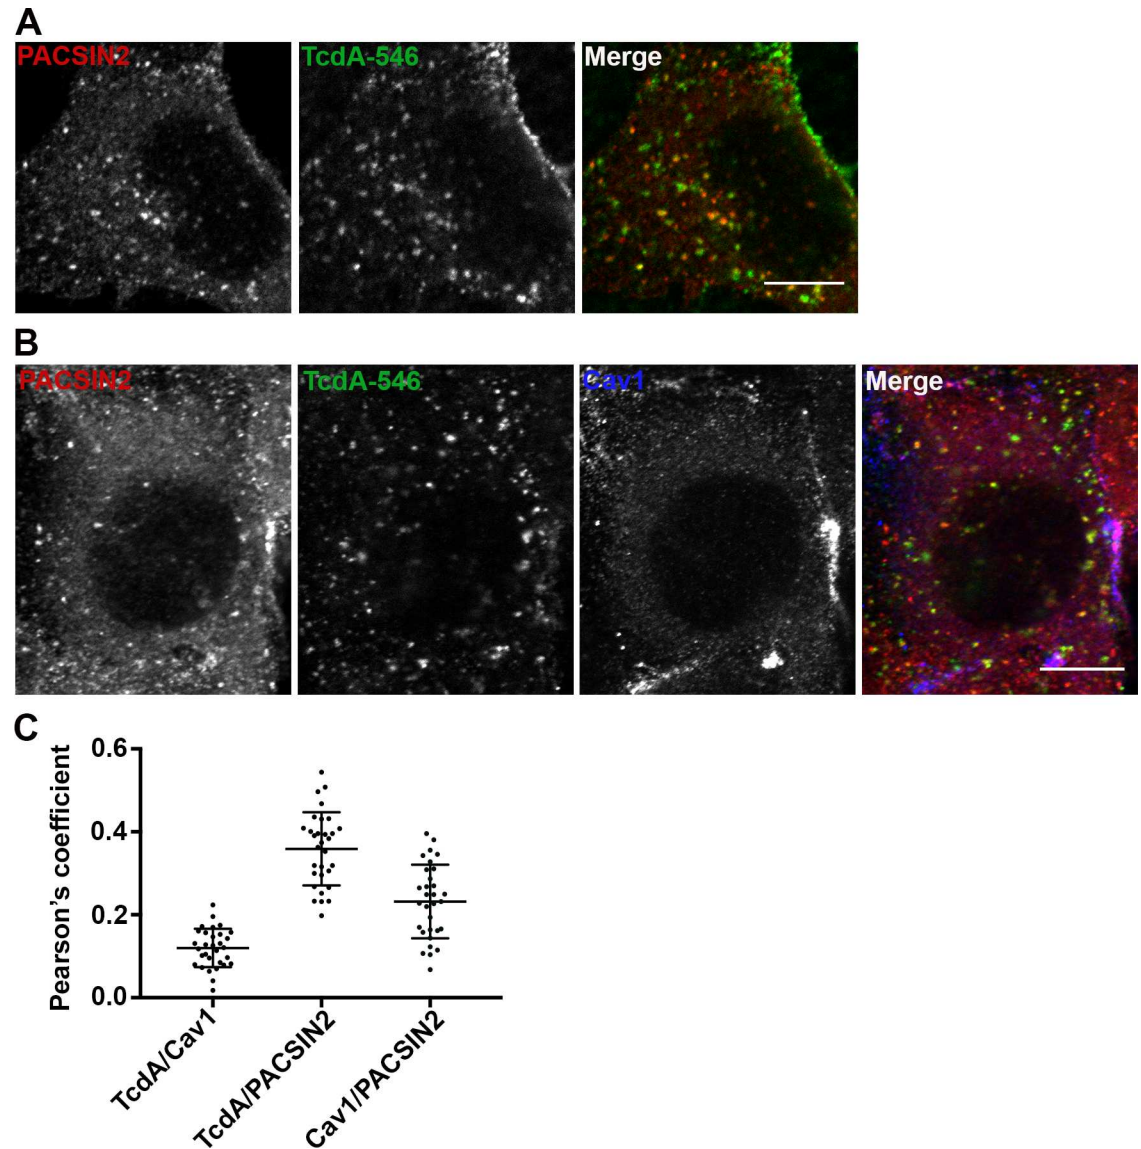 A
PACSIN2 TcdA-546 Merge
B
PACSIN2 TcdA-546 Cav1 Merge
C
Pearson's coefficient
0.6
0.4
0.2
0.0
TcdA/Cav1
TcdA/PACSIN2
Cav1/PACSIN2